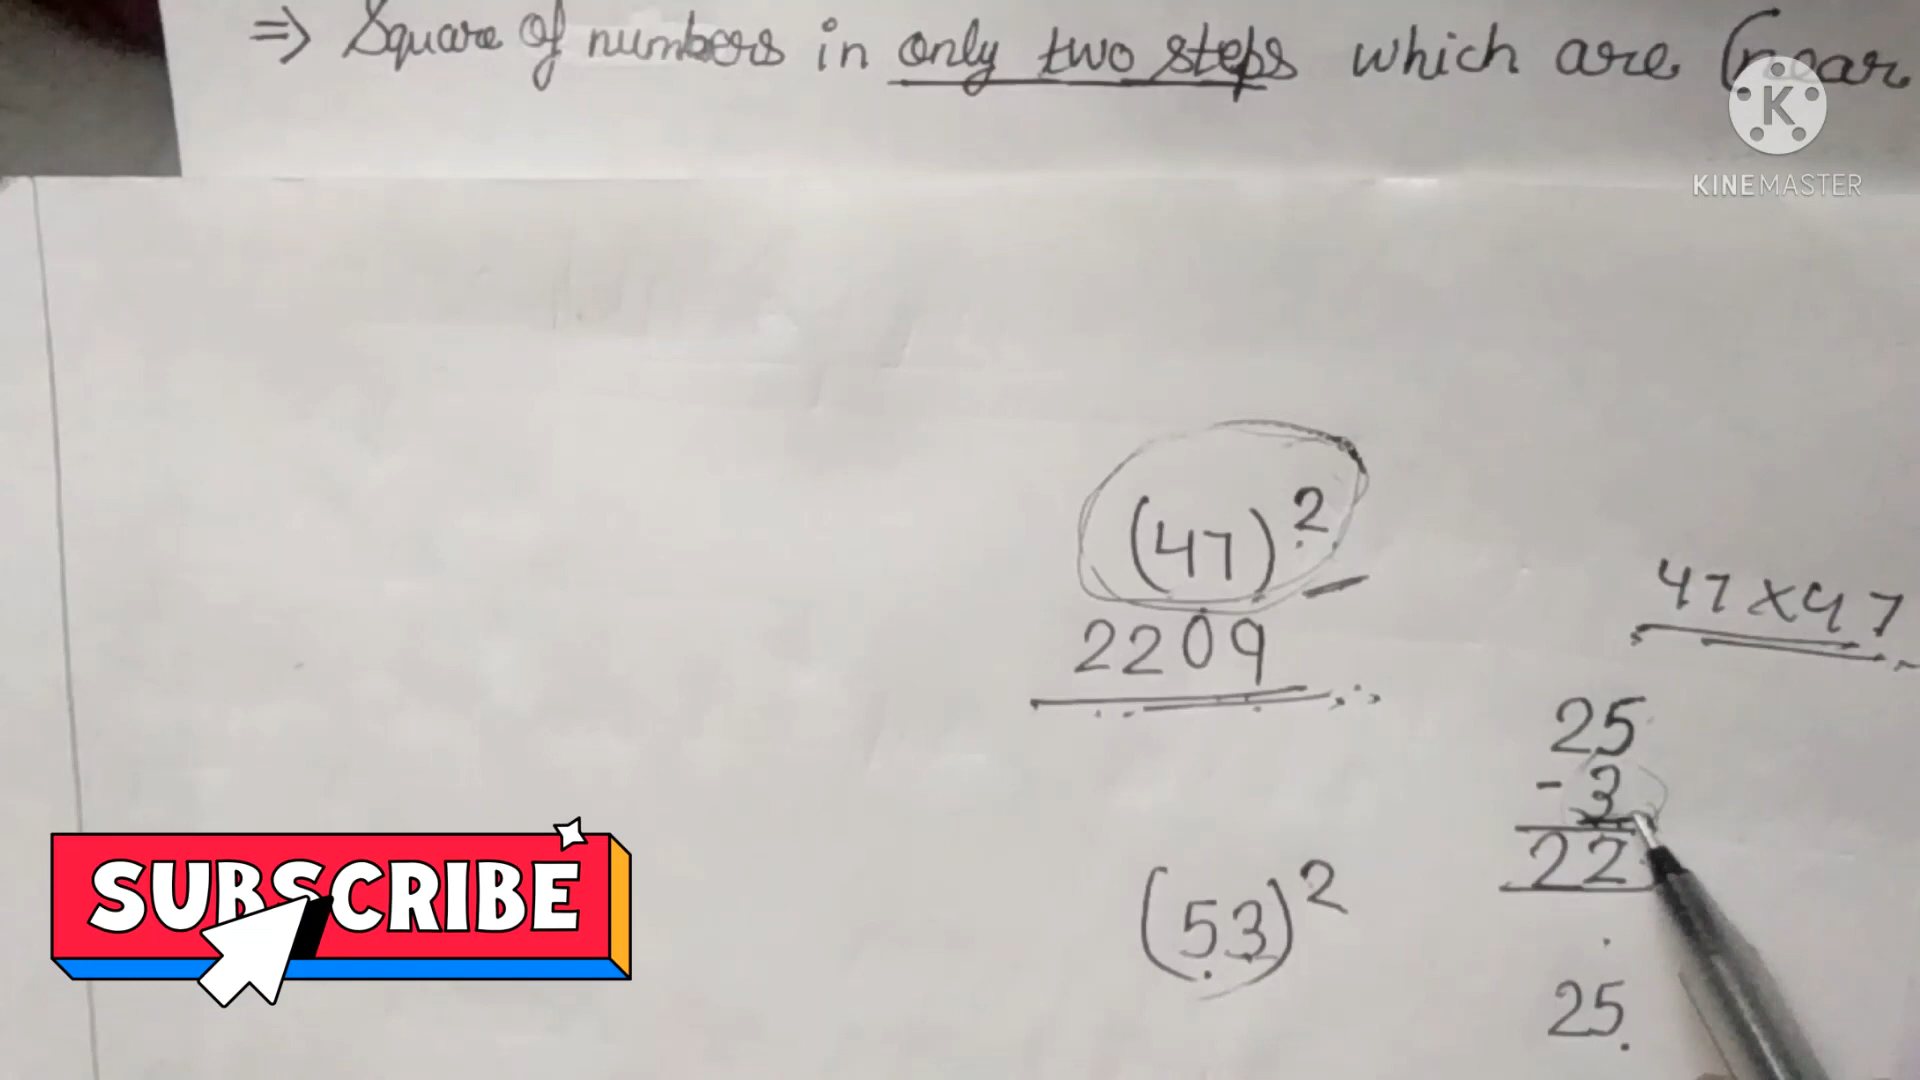 ⇒ Square of numbers in only two steps which are (near
K
KINEMASTER
(47)²
2209
47×47
25
- 3
22
(53)²
25
SUBSCRIBE